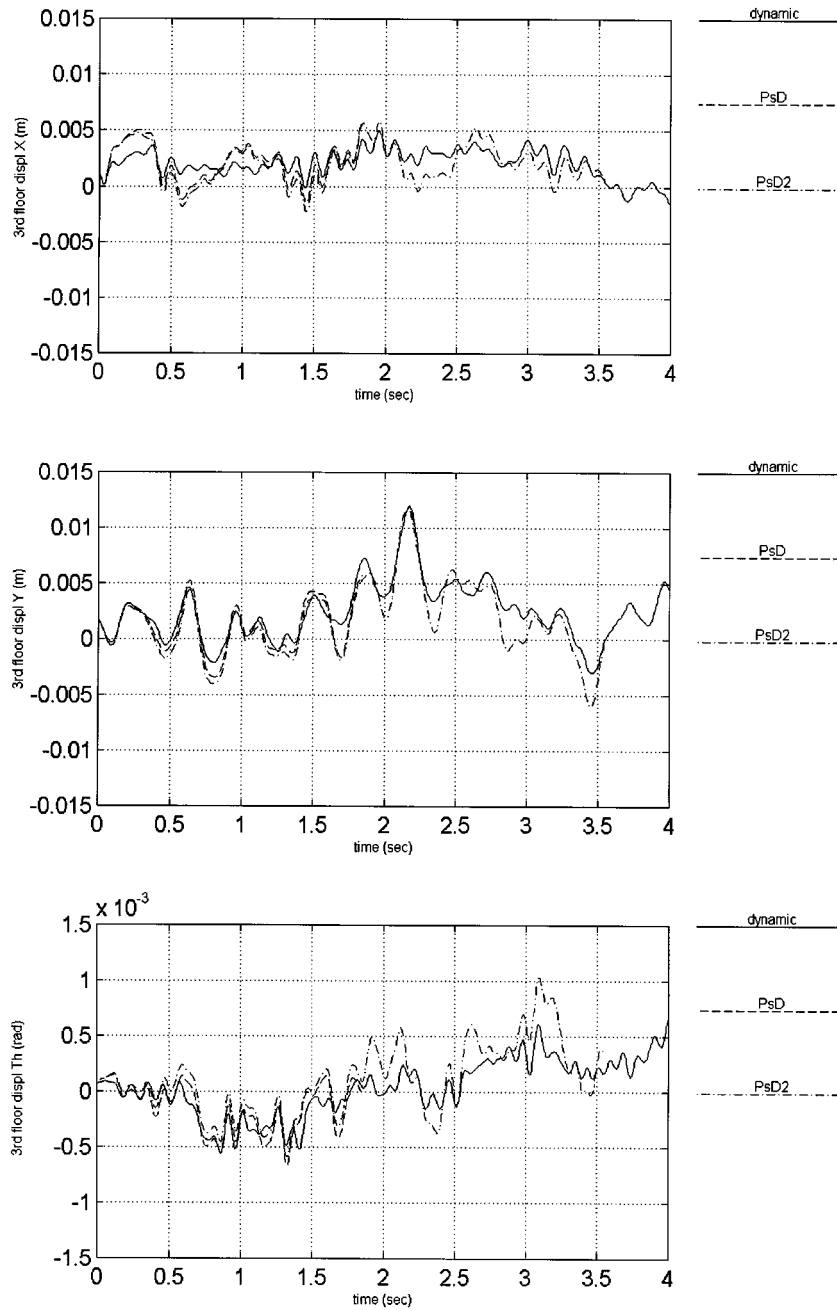 0.015
0.01
0.005
0
-0.005
-0.01
-0.015
3rd floor displ X (m)
0 0.5 1 1.5 2 2.5 3 3.5 4
time (sec)
dynamic
PsD
PsD2
0.015
0.01
0.005
0
-0.005
-0.01
-0.015
3rd floor displ Y (m)
0 0.5 1 1.5 2 2.5 3 3.5 4
time (sec)
dynamic
PsD
PsD2
x 10-3
1.5
1
0.5
0
-0.5
-1
-1.5
3rd floor displ Th (rad)
0 0.5 1 1.5 2 2.5 3 3.5 4
time (sec)
dynamic
PsD
PsD2